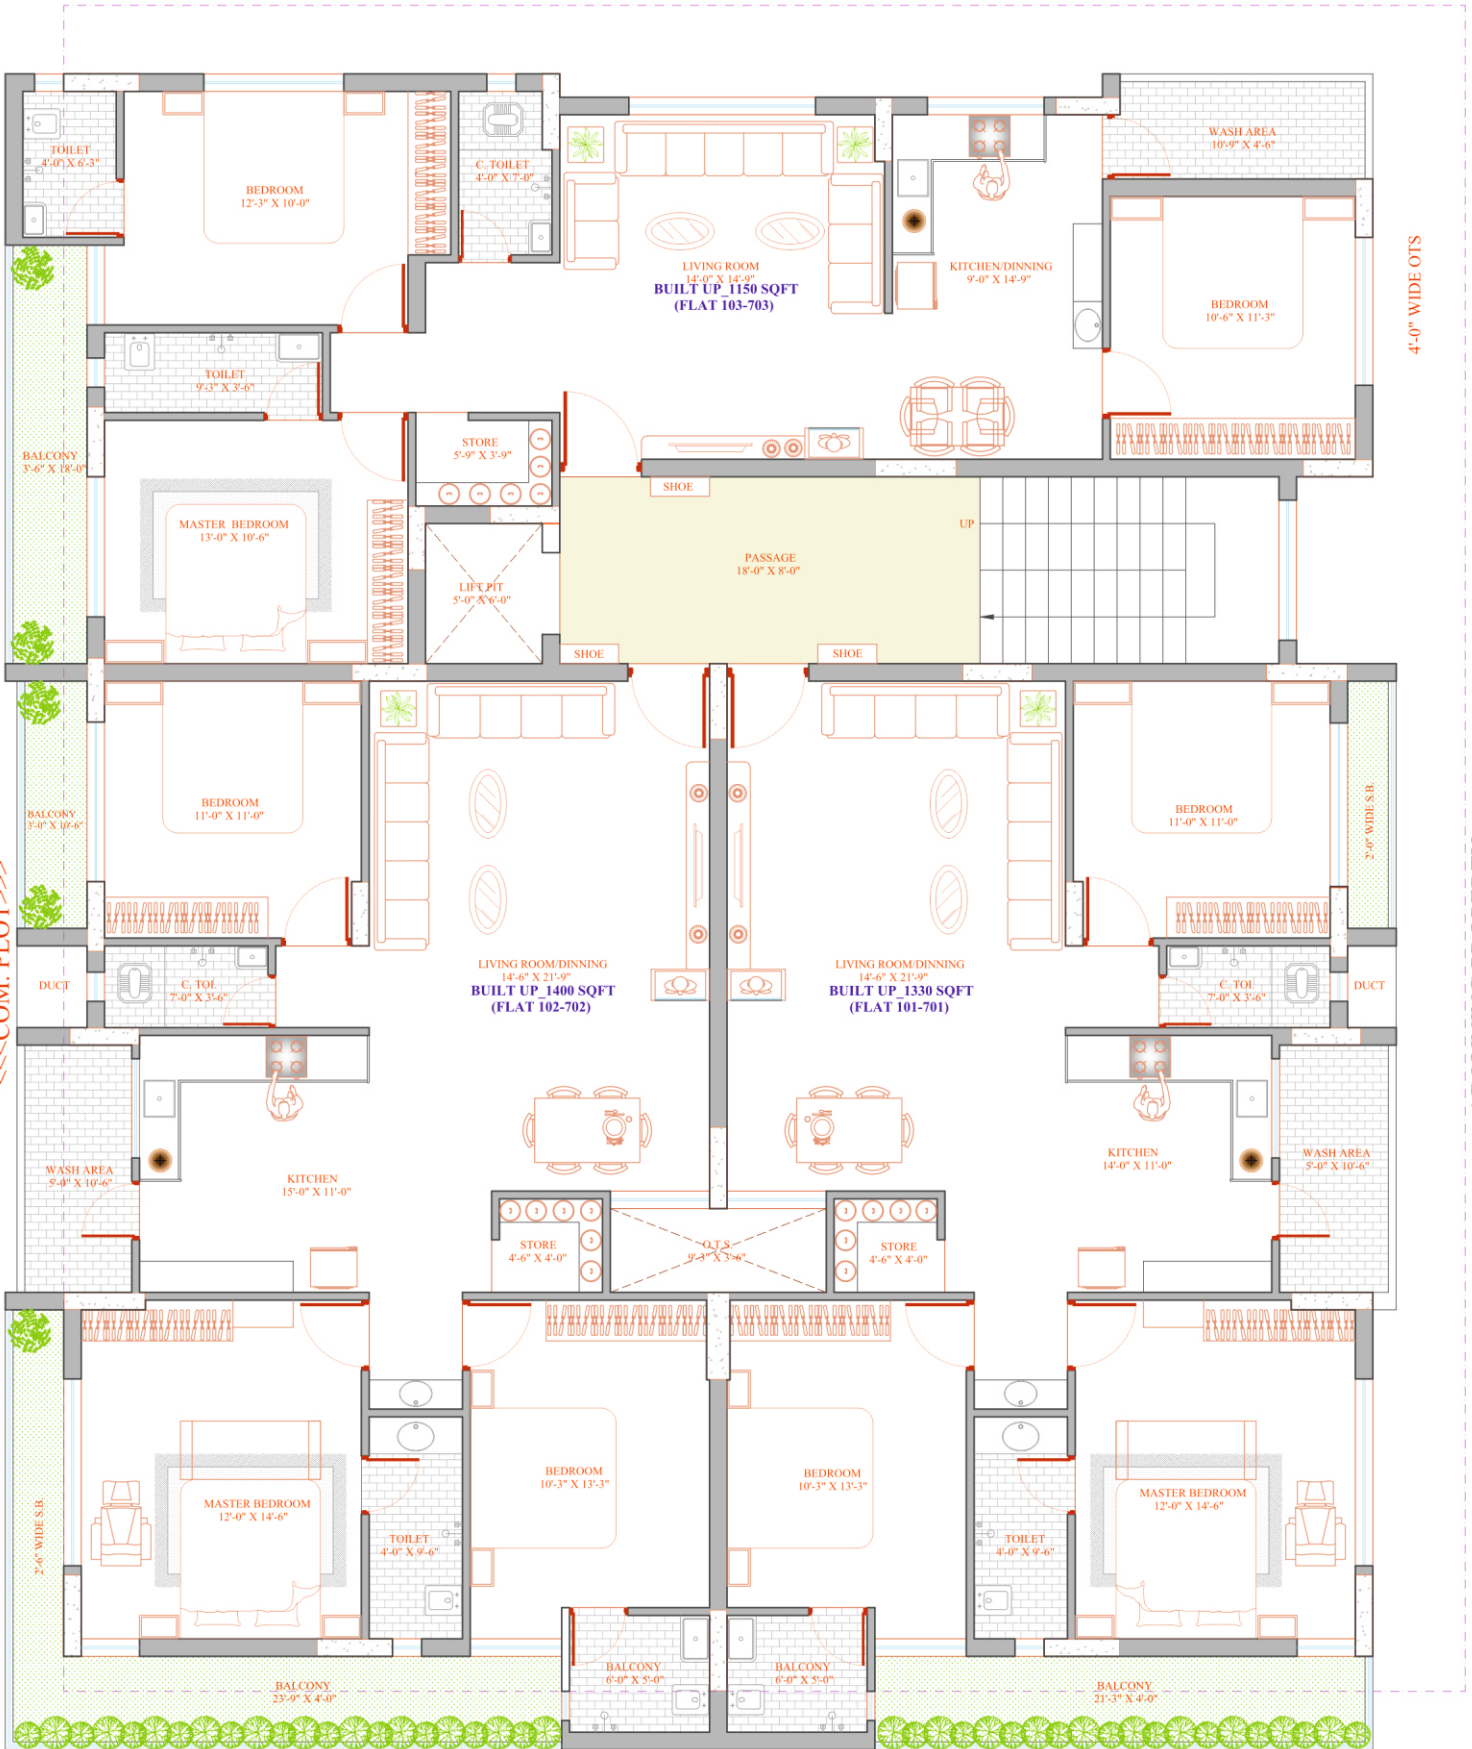 TOILET
4'-0" X 6'-3"
BEDROOM
12'-3" X 10'-0"
C. TOILET
4'-0" X 7'-0"
LIVING ROOM
14'-0" X 14'-9"
BUILT UP_1150 SQFT
(FLAT 103-703)
KITCHEN/DINNING
9'-0" X 14'-9"
WASH AREA
10'-9" X 4'-6"
BEDROOM
10'-6" X 11'-3"
4'-0" WIDE OTS
TOILET
9'-3" X 3'-6"
BALCONY
3'-6" X 18'-0"
STORE
5'-9" X 3'-9"
MASTER BEDROOM
13'-0" X 10'-6"
LIFT PIT
5'-0" X 6'-0"
SHOE
PASSAGE
18'-0" X 8'-0"
UP
SHOE
SHOE
BALCONY
3'-0" X 10'-6"
BEDROOM
11'-0" X 11'-0"
BEDROOM
11'-0" X 11'-0"
2'-0" WIDE S.B.
<<<COM. PLOT>>>
LIVING ROOM/DINNING
14'-6" X 21'-9"
BUILT UP_1400 SQFT
(FLAT 102-702)
LIVING ROOM/DINNING
14'-6" X 21'-9"
BUILT UP_1330 SQFT
(FLAT 101-701)
DUCT
C. TOI.
7'-0" X 3'-6"
C. TOI.
7'-0" X 3'-6"
DUCT
WASH AREA
5'-0" X 10'-6"
KITCHEN
15'-0" X 11'-0"
KITCHEN
14'-0" X 11'-0"
WASH AREA
5'-0" X 10'-6"
STORE
4'-6" X 4'-0"
O.T.S.
9'-3" X 3'-6"
STORE
4'-6" X 4'-0"
2'-6" WIDE S.B.
MASTER BEDROOM
12'-0" X 14'-6"
TOILET
4'-0" X 9'-6"
BEDROOM
10'-3" X 13'-3"
BEDROOM
10'-3" X 13'-3"
TOILET
4'-0" X 9'-6"
MASTER BEDROOM
12'-0" X 14'-6"
BALCONY
6'-0" X 5'-0"
BALCONY
6'-0" X 5'-0"
BALCONY
23'-9" X 4'-0"
BALCONY
21'-3" X 4'-0"